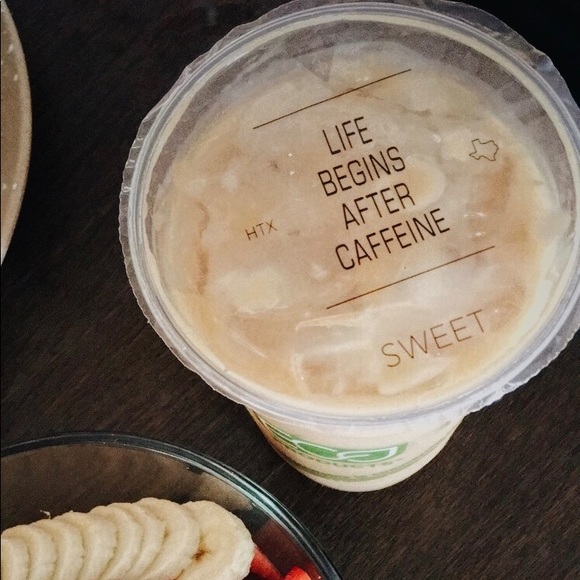 LIFE
BEGINS
AFTER
CAFFEINE
HTX
SWEET